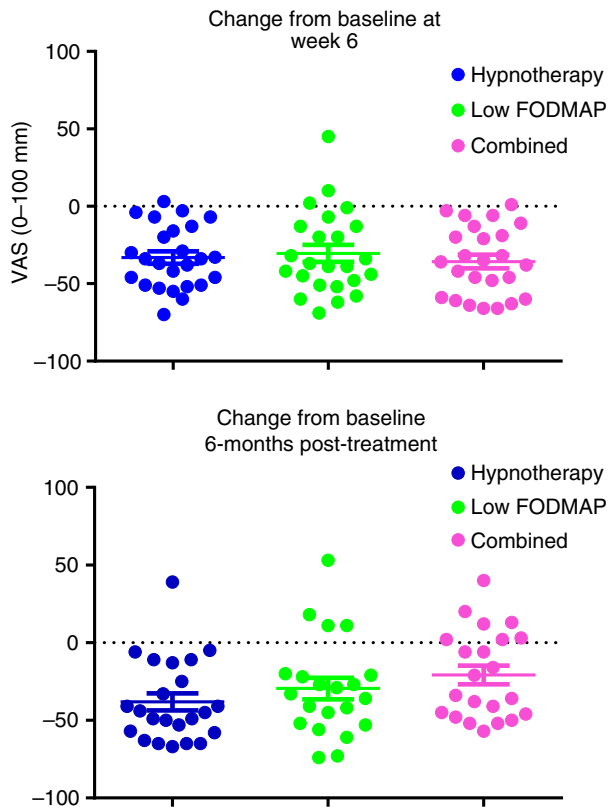 Change from baseline at
week 6
100
50
0
−50
−100
VAS (0–100 mm)
Hypnotherapy
Low FODMAP
Combined
Change from baseline
6-months post-treatment
100
50
0
−50
−100
Hypnotherapy
Low FODMAP
Combined